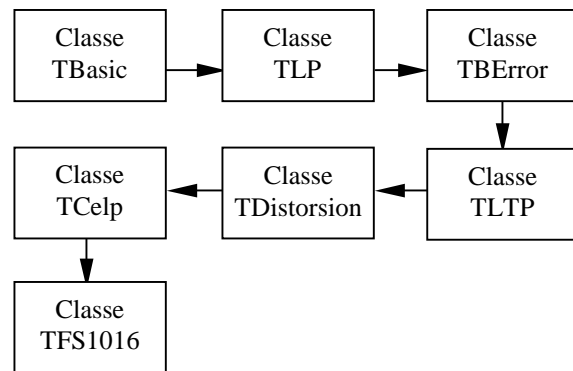 Classe
TBasic
Classe
TLP
Classe
TBError
Classe
TCelp
Classe
TDistorsion
Classe
TLTP
Classe
TFS1016